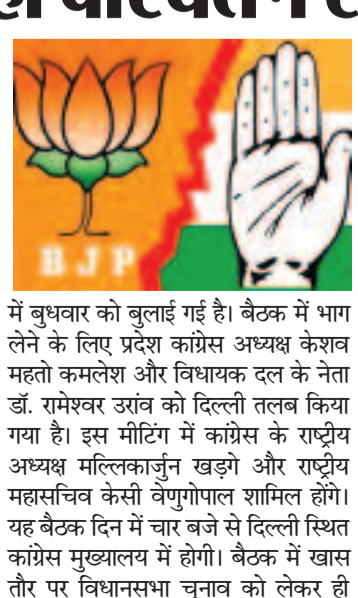 B J P
में बुधवार को बुलाई गई है। बैठक में भाग
लेने के लिए प्रदेश कांग्रेस अध्यक्ष केशव
महतो कमलेश और विधायक दल के नेता
डॉ. रामेश्वर उरांव को दिल्ली तलब किया
गया है। इस मीटिंग में कांग्रेस के राष्ट्रीय
अध्यक्ष मल्लिकार्जुन खड़गे और राष्ट्रीय
महासचिव केसी वेणुगोपाल शामिल होंगे।
यह बैठक दिन में चार बजे से दिल्ली स्थित
कांग्रेस मुख्यालय में होगी। बैठक में खास
तौर पर विधानसभा चुनाव को लेकर ही